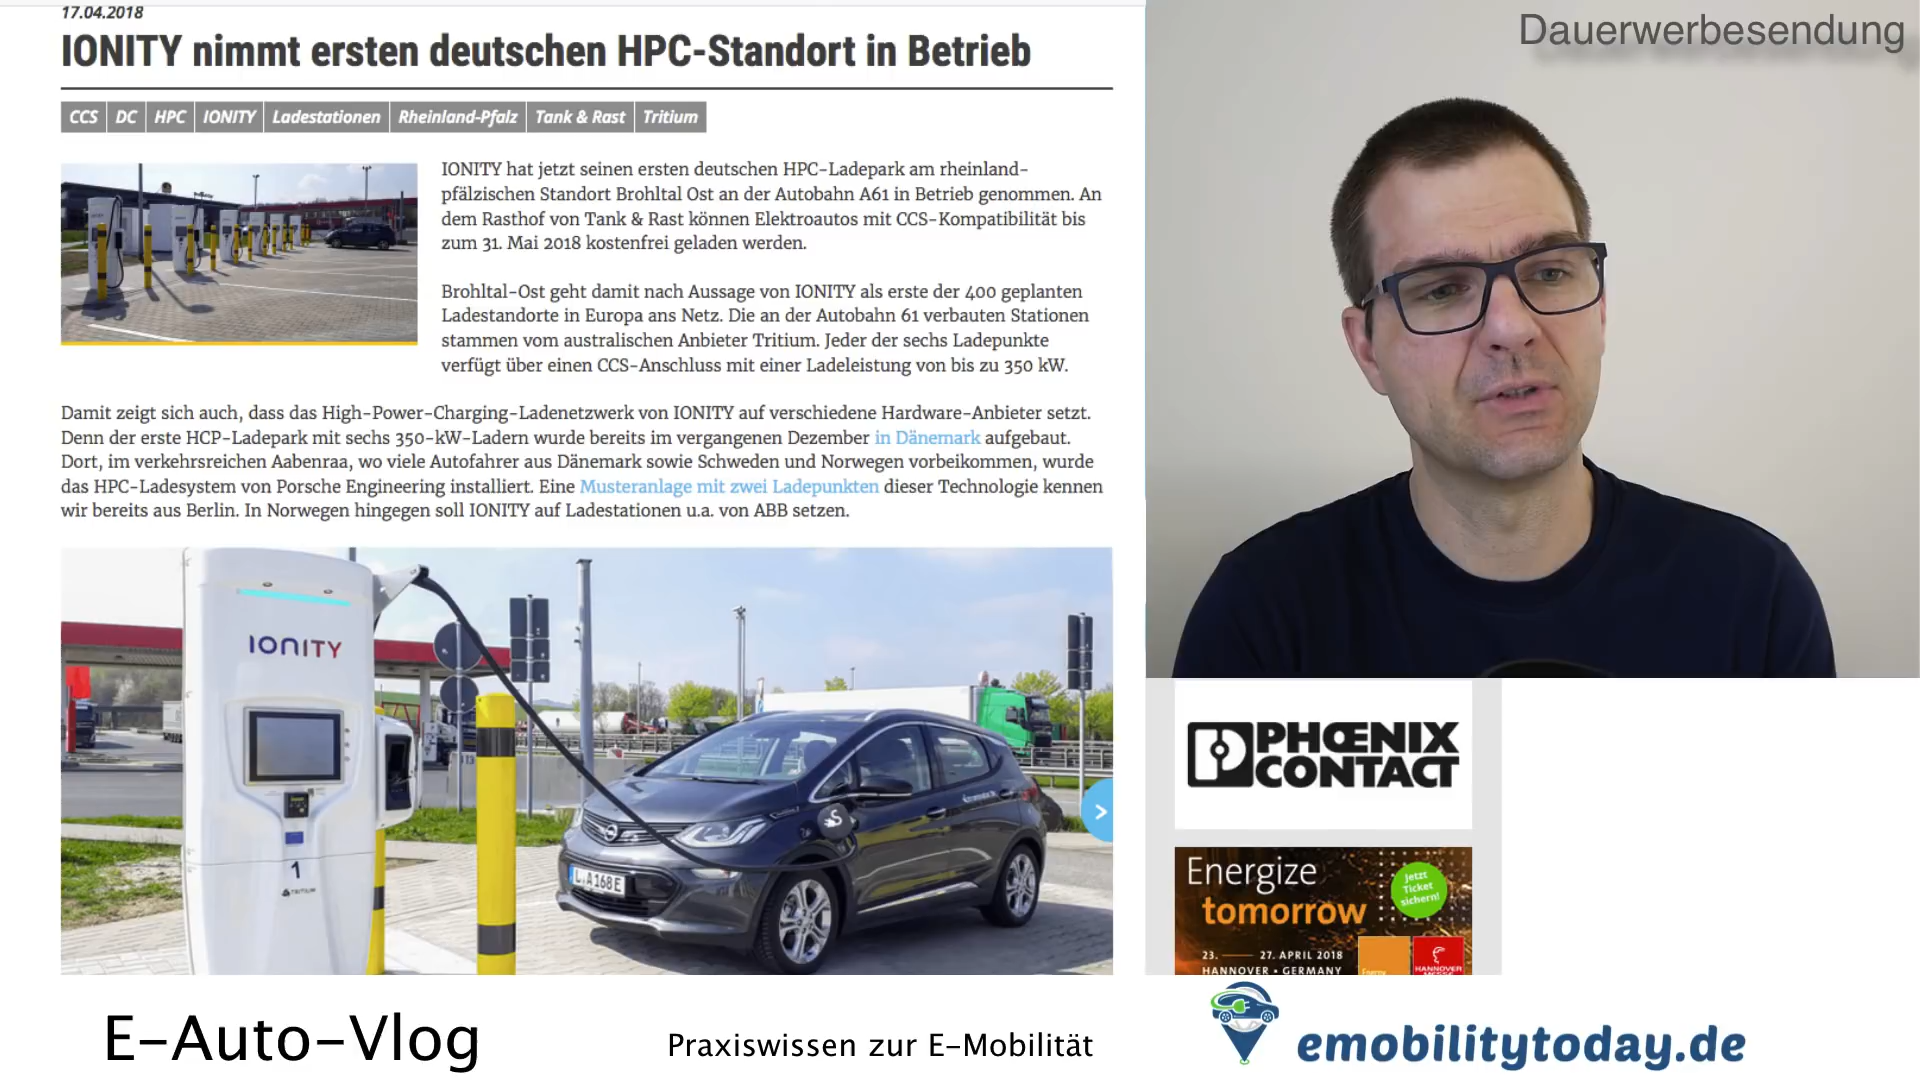 17.04.2018
IONITY nimmt ersten deutschen HPC-Standort in Betrieb
CCS DC HPC IONITY Ladestationen Rheinland-Pfalz Tank & Rast Tritium
IONITY hat jetzt seinen ersten deutschen HPC-Ladepark am rheinland-
pfälzischen Standort Brohltal Ost an der Autobahn A61 in Betrieb genommen. An
dem Rasthof von Tank & Rast können Elektroautos mit CCS-Kompatibilität bis
zum 31. Mai 2018 kostenfrei geladen werden.
Brohltal-Ost geht damit nach Aussage von IONITY als erste der 400 geplanten
Ladestandorte in Europa ans Netz. Die an der Autobahn 61 verbauten Stationen
stammen vom australischen Anbieter Tritium. Jeder der sechs Ladepunkte
verfügt über einen CCS-Anschluss mit einer Ladeleistung von bis zu 350 kW.
Damit zeigt sich auch, dass das High-Power-Charging-Ladenetzwerk von IONITY auf verschiedene Hardware-Anbieter setzt.
Denn der erste HCP-Ladepark mit sechs 350-kW-Ladern wurde bereits im vergangenen Dezember in Dänemark aufgebaut.
Dort, im verkehrsreichen Aabenraa, wo viele Autofahrer aus Dänemark sowie Schweden und Norwegen vorbeikommen, wurde
das HPC-Ladesystem von Porsche Engineering installiert. Eine Musteranlage mit zwei Ladepunkten dieser Technologie kennen
wir bereits aus Berlin. In Norwegen hingegen soll IONITY auf Ladestationen u.a. von ABB setzen.
IONITY
1
TRITIUM
L A 168 E
Dauerwerbesendung
PHŒNIX
CONTACT
Energize
tomorrow
Jetzt
Ticket
sichern!
23. — 27. APRIL 2018
HANNOVER • GERMANY
Energy
HANNOVER
MESSE
E-Auto-Vlog
Praxiswissen zur E-Mobilität
emobilitytoday.de